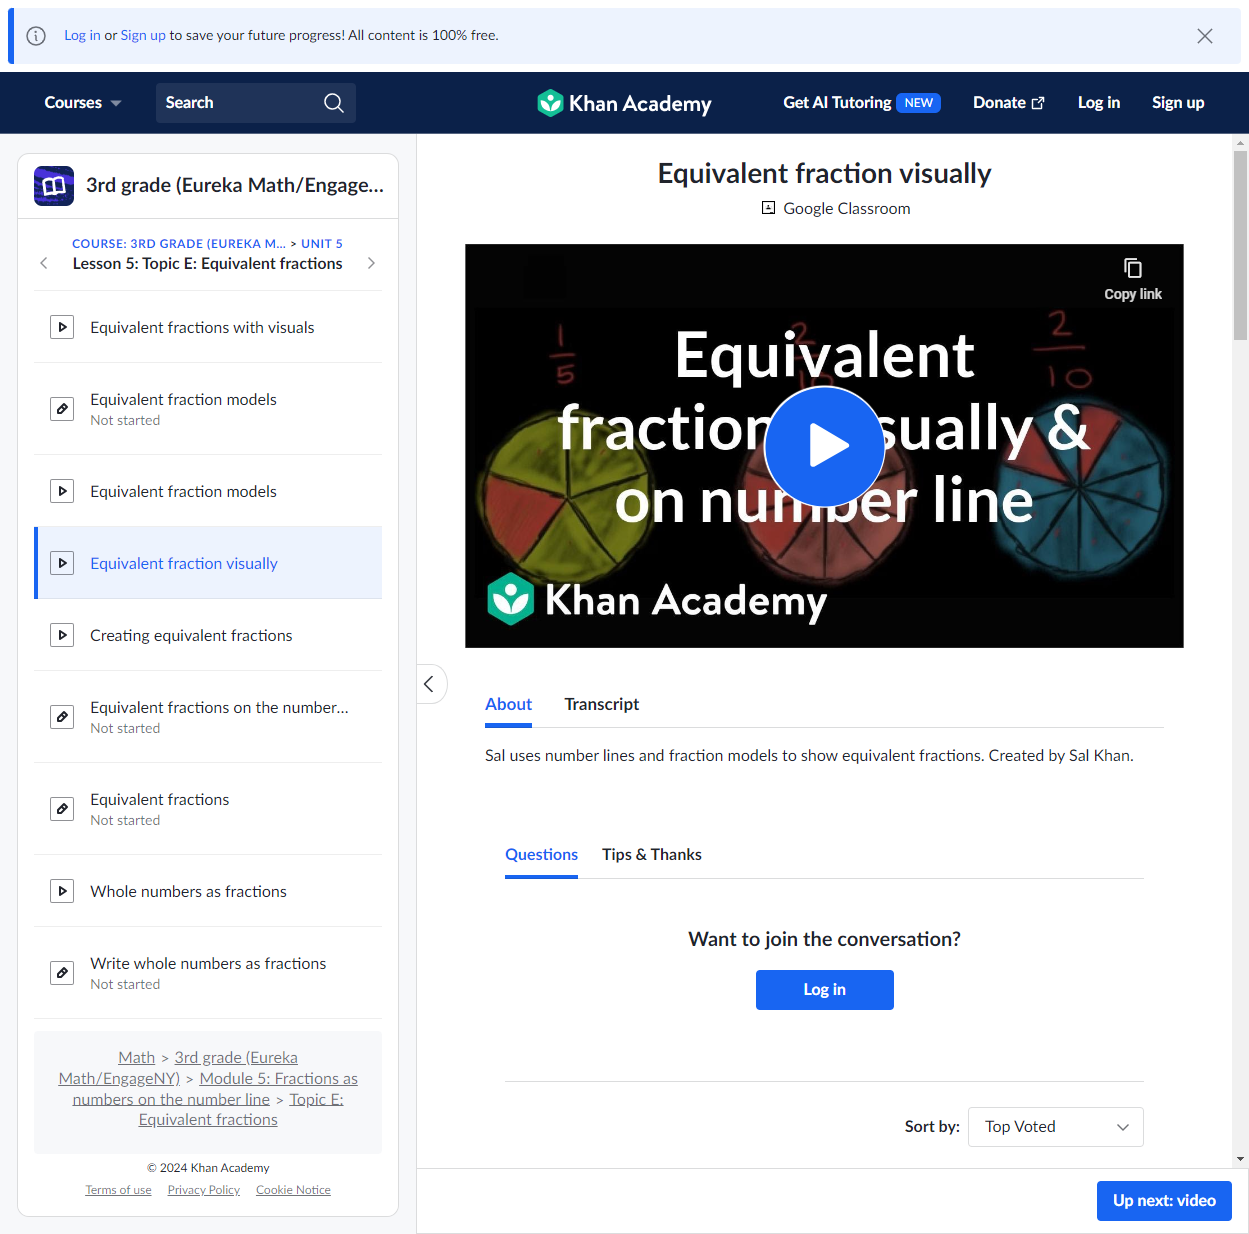 Log in or Sign up to save your future progress! All content is 100% free.
Courses
Search
Khan Academy
Get AI Tutoring NEW
Donate
Log in
Sign up
3rd grade (Eureka Math/Engage...
COURSE: 3RD GRADE (EUREKA M... > UNIT 5
Lesson 5: Topic E: Equivalent fractions
Equivalent fractions with visuals
Equivalent fraction models
Not started
Equivalent fraction models
Equivalent fraction visually
Creating equivalent fractions
Equivalent fractions on the number...
Not started
Equivalent fractions
Not started
Whole numbers as fractions
Write whole numbers as fractions
Not started
Math > 3rd grade (Eureka
Math/EngageNY) > Module 5: Fractions as
numbers on the number line > Topic E:
Equivalent fractions
© 2024 Khan Academy
Terms of use Privacy Policy Cookie Notice
Equivalent fraction visually
Google Classroom
Copy link
1/5 2/10 2/10
Equivalent
visually &
on number line
Khan Academy
About Transcript
Sal uses number lines and fraction models to show equivalent fractions. Created by Sal Khan.
Questions Tips & Thanks
Want to join the conversation?
Log in
Sort by: Top Voted
Up next: video